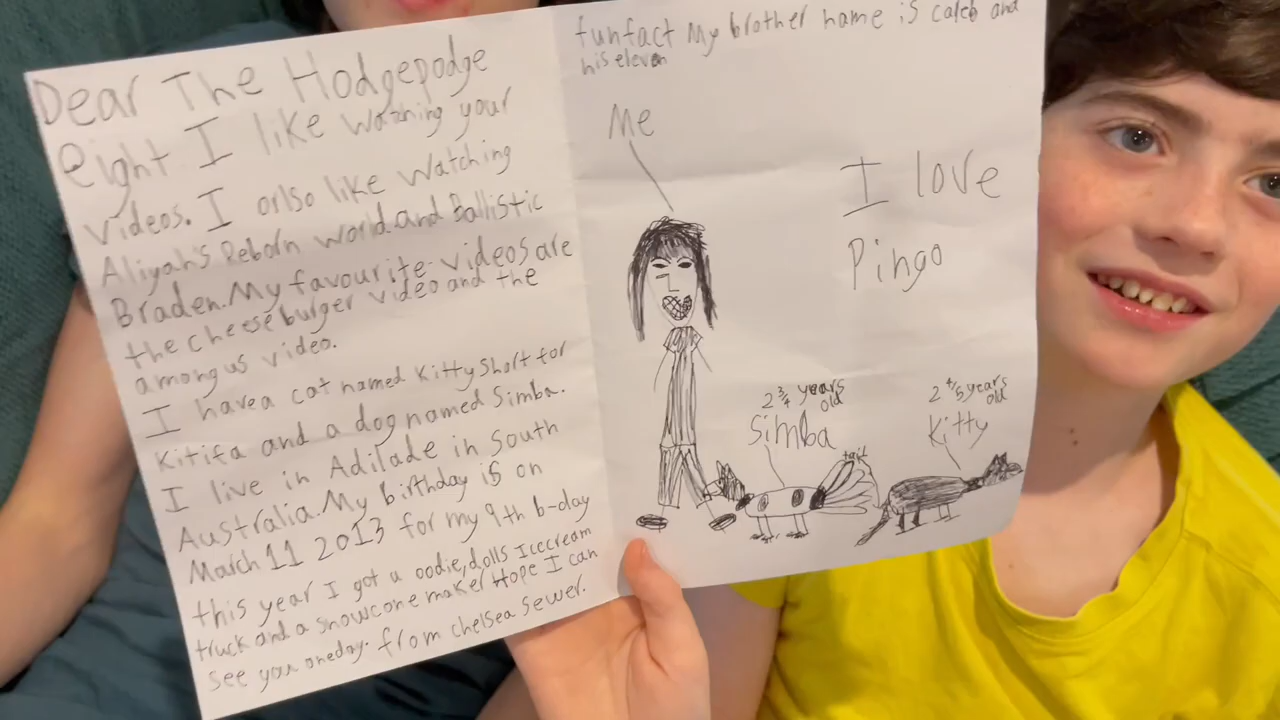 Dear The Hodgepodge
eight I like watching your
videos. I orlso like watching
Aliyah's Reborn world.and Ballistic
Braden.My favourite videos are
the cheeseburger video and the
among us video.
I have a cat named Kitty Short for
Kitifa and a dog named Simba.
I live in Adilade in South
Australia.My birthday is on
March 11 2013 for my 9th b-day
this year I got a oodie,dolls Icecream
truck and a snowcone maker Hope I can
see you oneday. from chelsea sewer.
funfact My brother name is caleb and
his eleven
Me
I love
Pingo
2 3/4 years
old
Simba
tail
2 4/5 years
old
Kitty